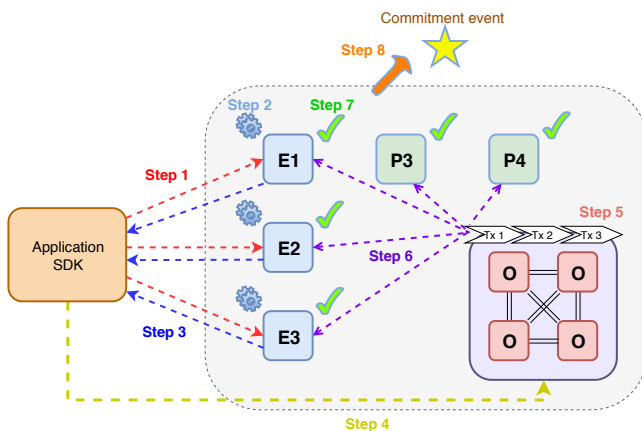 Commitment event
Step 8
Step 2
Step 7
E1
P3
P4
Step 1
Step 5
Tx 1
Tx 2
Tx 3
Application
SDK
E2
Step 6
O
O
Step 3
E3
O
O
Step 4